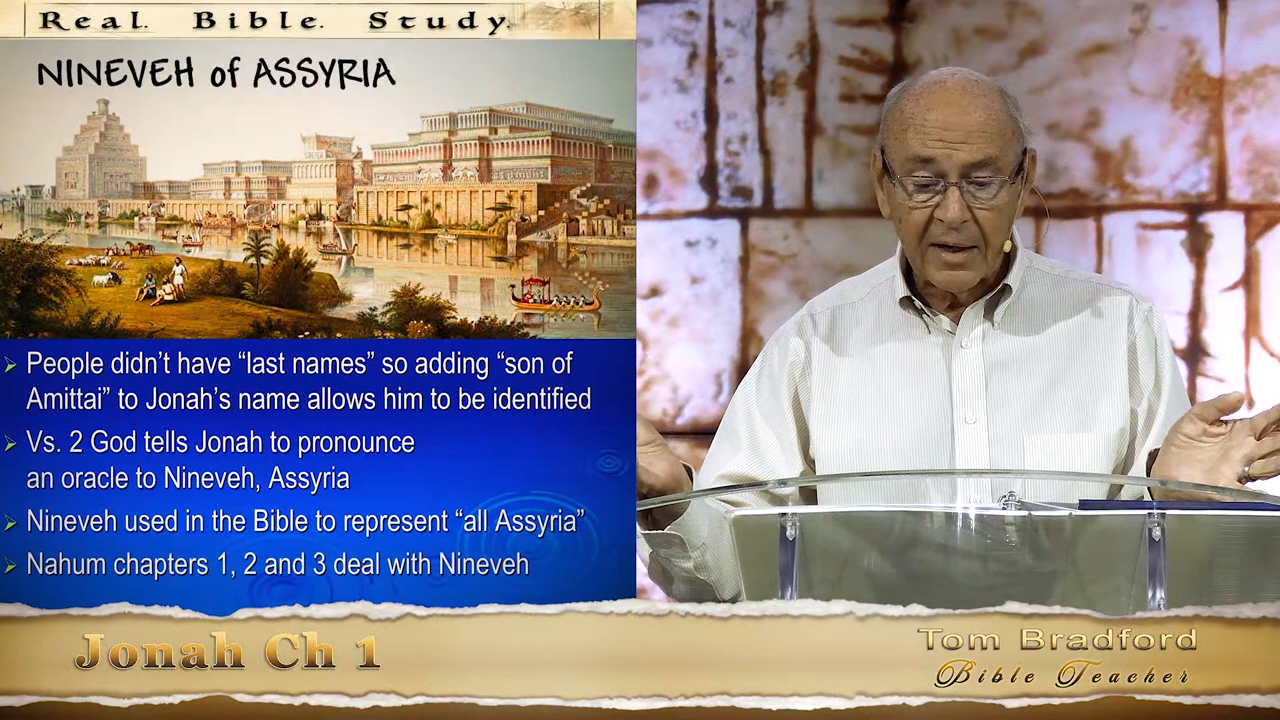 Real. Bible. Study.
NINEVEH of ASSYRIA
➢ People didn't have “last names” so adding “son of
Amittai” to Jonah's name allows him to be identified
➢ Vs. 2 God tells Jonah to pronounce
an oracle to Nineveh, Assyria
➢ Nineveh used in the Bible to represent “all Assyria”
➢ Nahum chapters 1, 2 and 3 deal with Nineveh
Jonah Ch 1
Tom Bradford
Bible Teacher